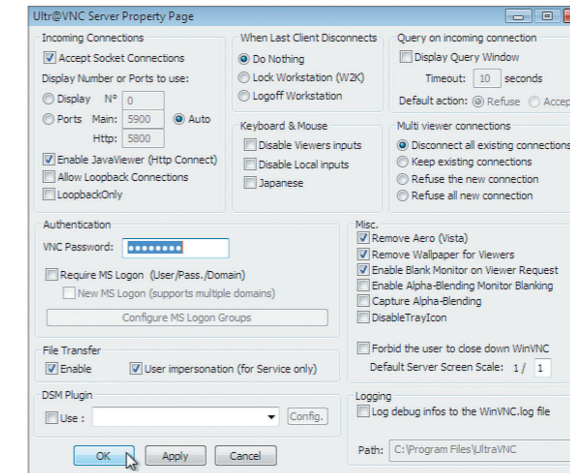 Ultr@VNC Server Property Page
Incoming Connections
Accept Socket Connections
Display Number or Ports to use:
Display N° 0
Ports Main: 5900 Auto
Http: 5800
Enable JavaViewer (Http Connect)
Allow Loopback Connections
LoopbackOnly
When Last Client Disconnects
Do Nothing
Lock Workstation (W2K)
Logoff Workstation
Keyboard & Mouse
Disable Viewers inputs
Disable Local inputs
Japanese
Query on incoming connection
Display Query Window
Timeout: 10 seconds
Default action: Refuse Accep
Multi viewer connections
Disconnect all existing connections
Keep existing connections
Refuse the new connection
Refuse all new connection
Authentication
VNC Password: ••••••••
Require MS Logon (User/Pass./Domain)
New MS Logon (supports multiple domains)
Configure MS Logon Groups
Misc.
Remove Aero (Vista)
Remove Wallpaper for Viewers
Enable Blank Monitor on Viewer Request
Enable Alpha-Blending Monitor Blanking
Capture Alpha-Blending
DisableTrayIcon
Forbid the user to close down WinVNC
Default Server Screen Scale: 1 / 1
File Transfer
Enable User impersonation (for Service only)
DSM Plugin
Use : Config.
Logging
Log debug infos to the WinVNC.log file
Path: C:\Program Files\UltraVNC
OK Apply Cancel